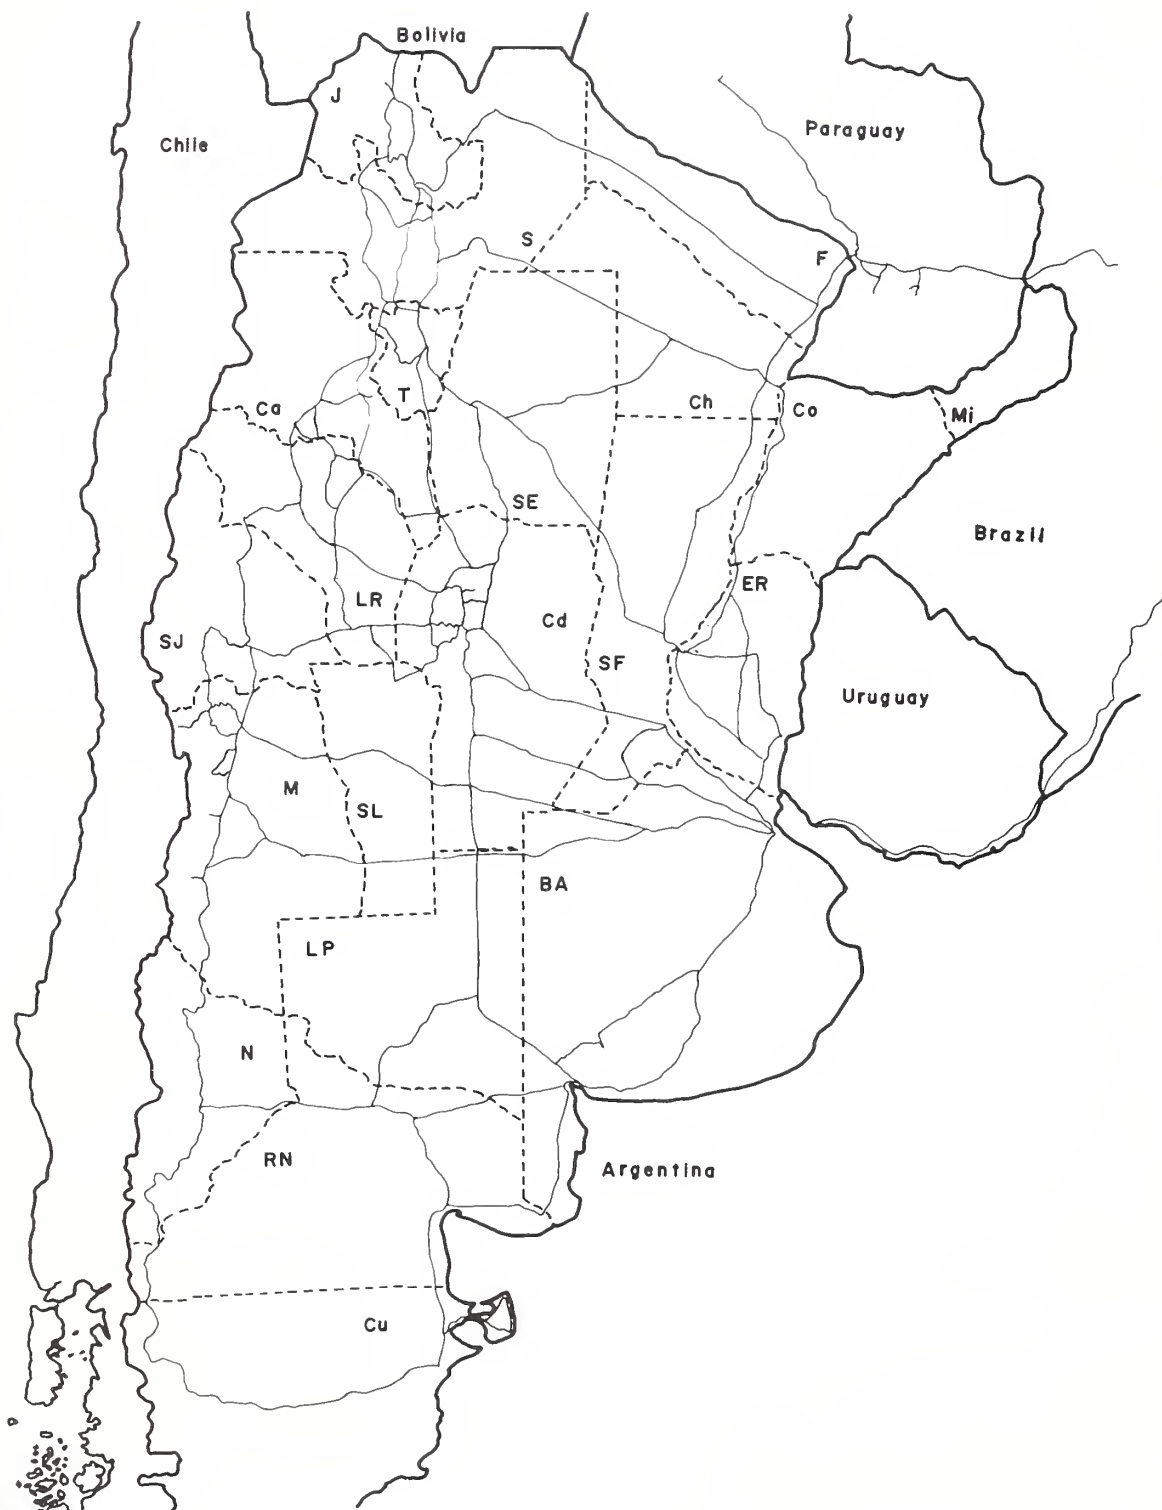 Bolivia
J
Paraguay
Chile
S
F
Ca
T
Ch
Co
Mi
SE
Brazil
ER
LR
Cd
SJ
SF
Uruguay
M
SL
BA
LP
N
RN
Argentina
Cu